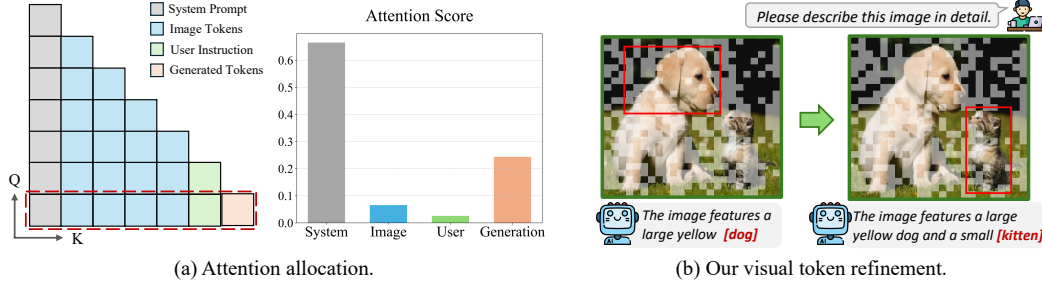 System Prompt
Image Tokens
User Instruction
Generated Tokens
Q
K
Attention Score
0.6
0.5
0.4
0.3
0.2
0.1
0.0
System
Image
User
Generation
(a) Attention allocation.
Please describe this image in detail.
AI
The image features a
large yellow [dog]
AI
The image features a large
yellow dog and a small [kitten]
(b) Our visual token refinement.